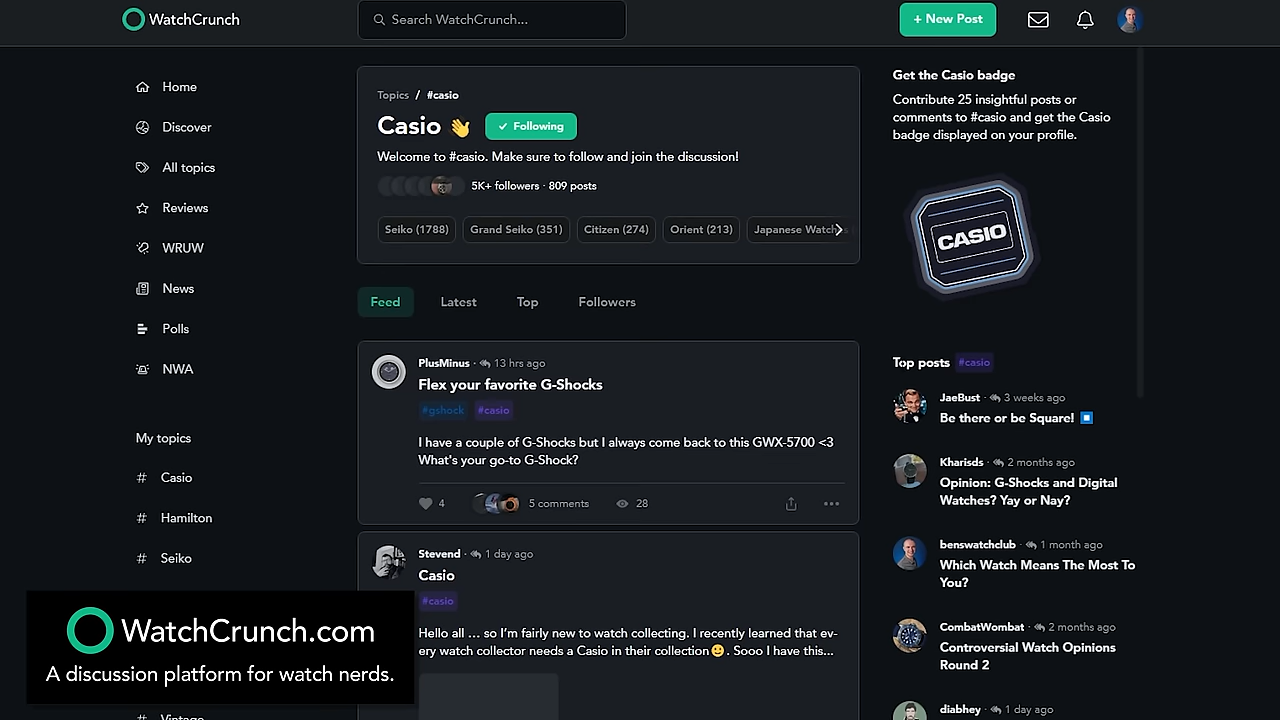 WatchCrunch
Search WatchCrunch...
+ New Post
Home
Discover
All topics
Reviews
WRUW
News
Polls
NWA
My topics
# Casio
# Hamilton
# Seiko
# Vintage
WatchCrunch.com
A discussion platform for watch nerds.
Topics / #casio
Casio 👋 ✓ Following
Welcome to #casio. Make sure to follow and join the discussion!
5K+ followers · 809 posts
Seiko (1788) Grand Seiko (351) Citizen (274) Orient (213) Japanese Watches
Feed Latest Top Followers
PlusMinus · 13 hrs ago
Flex your favorite G-Shocks
#gshock #casio
I have a couple of G-Shocks but I always come back to this GWX-5700 <3
What's your go-to G-Shock?
4 5 comments 28
Stevend · 1 day ago
Casio
#casio
Hello all ... so I'm fairly new to watch collecting. I recently learned that ev-
ery watch collector needs a Casio in their collection🙂. Sooo I have this...
Get the Casio badge
Contribute 25 insightful posts or
comments to #casio and get the Casio
badge displayed on your profile.
CASIO
Top posts #casio
JaeBust · 3 weeks ago
Be there or be Square!
Kharisds · 2 months ago
Opinion: G-Shocks and Digital
Watches? Yay or Nay?
benswatchclub · 1 month ago
Which Watch Means The Most To
You?
CombatWombat · 2 months ago
Controversial Watch Opinions
Round 2
diabhey · 1 day ago